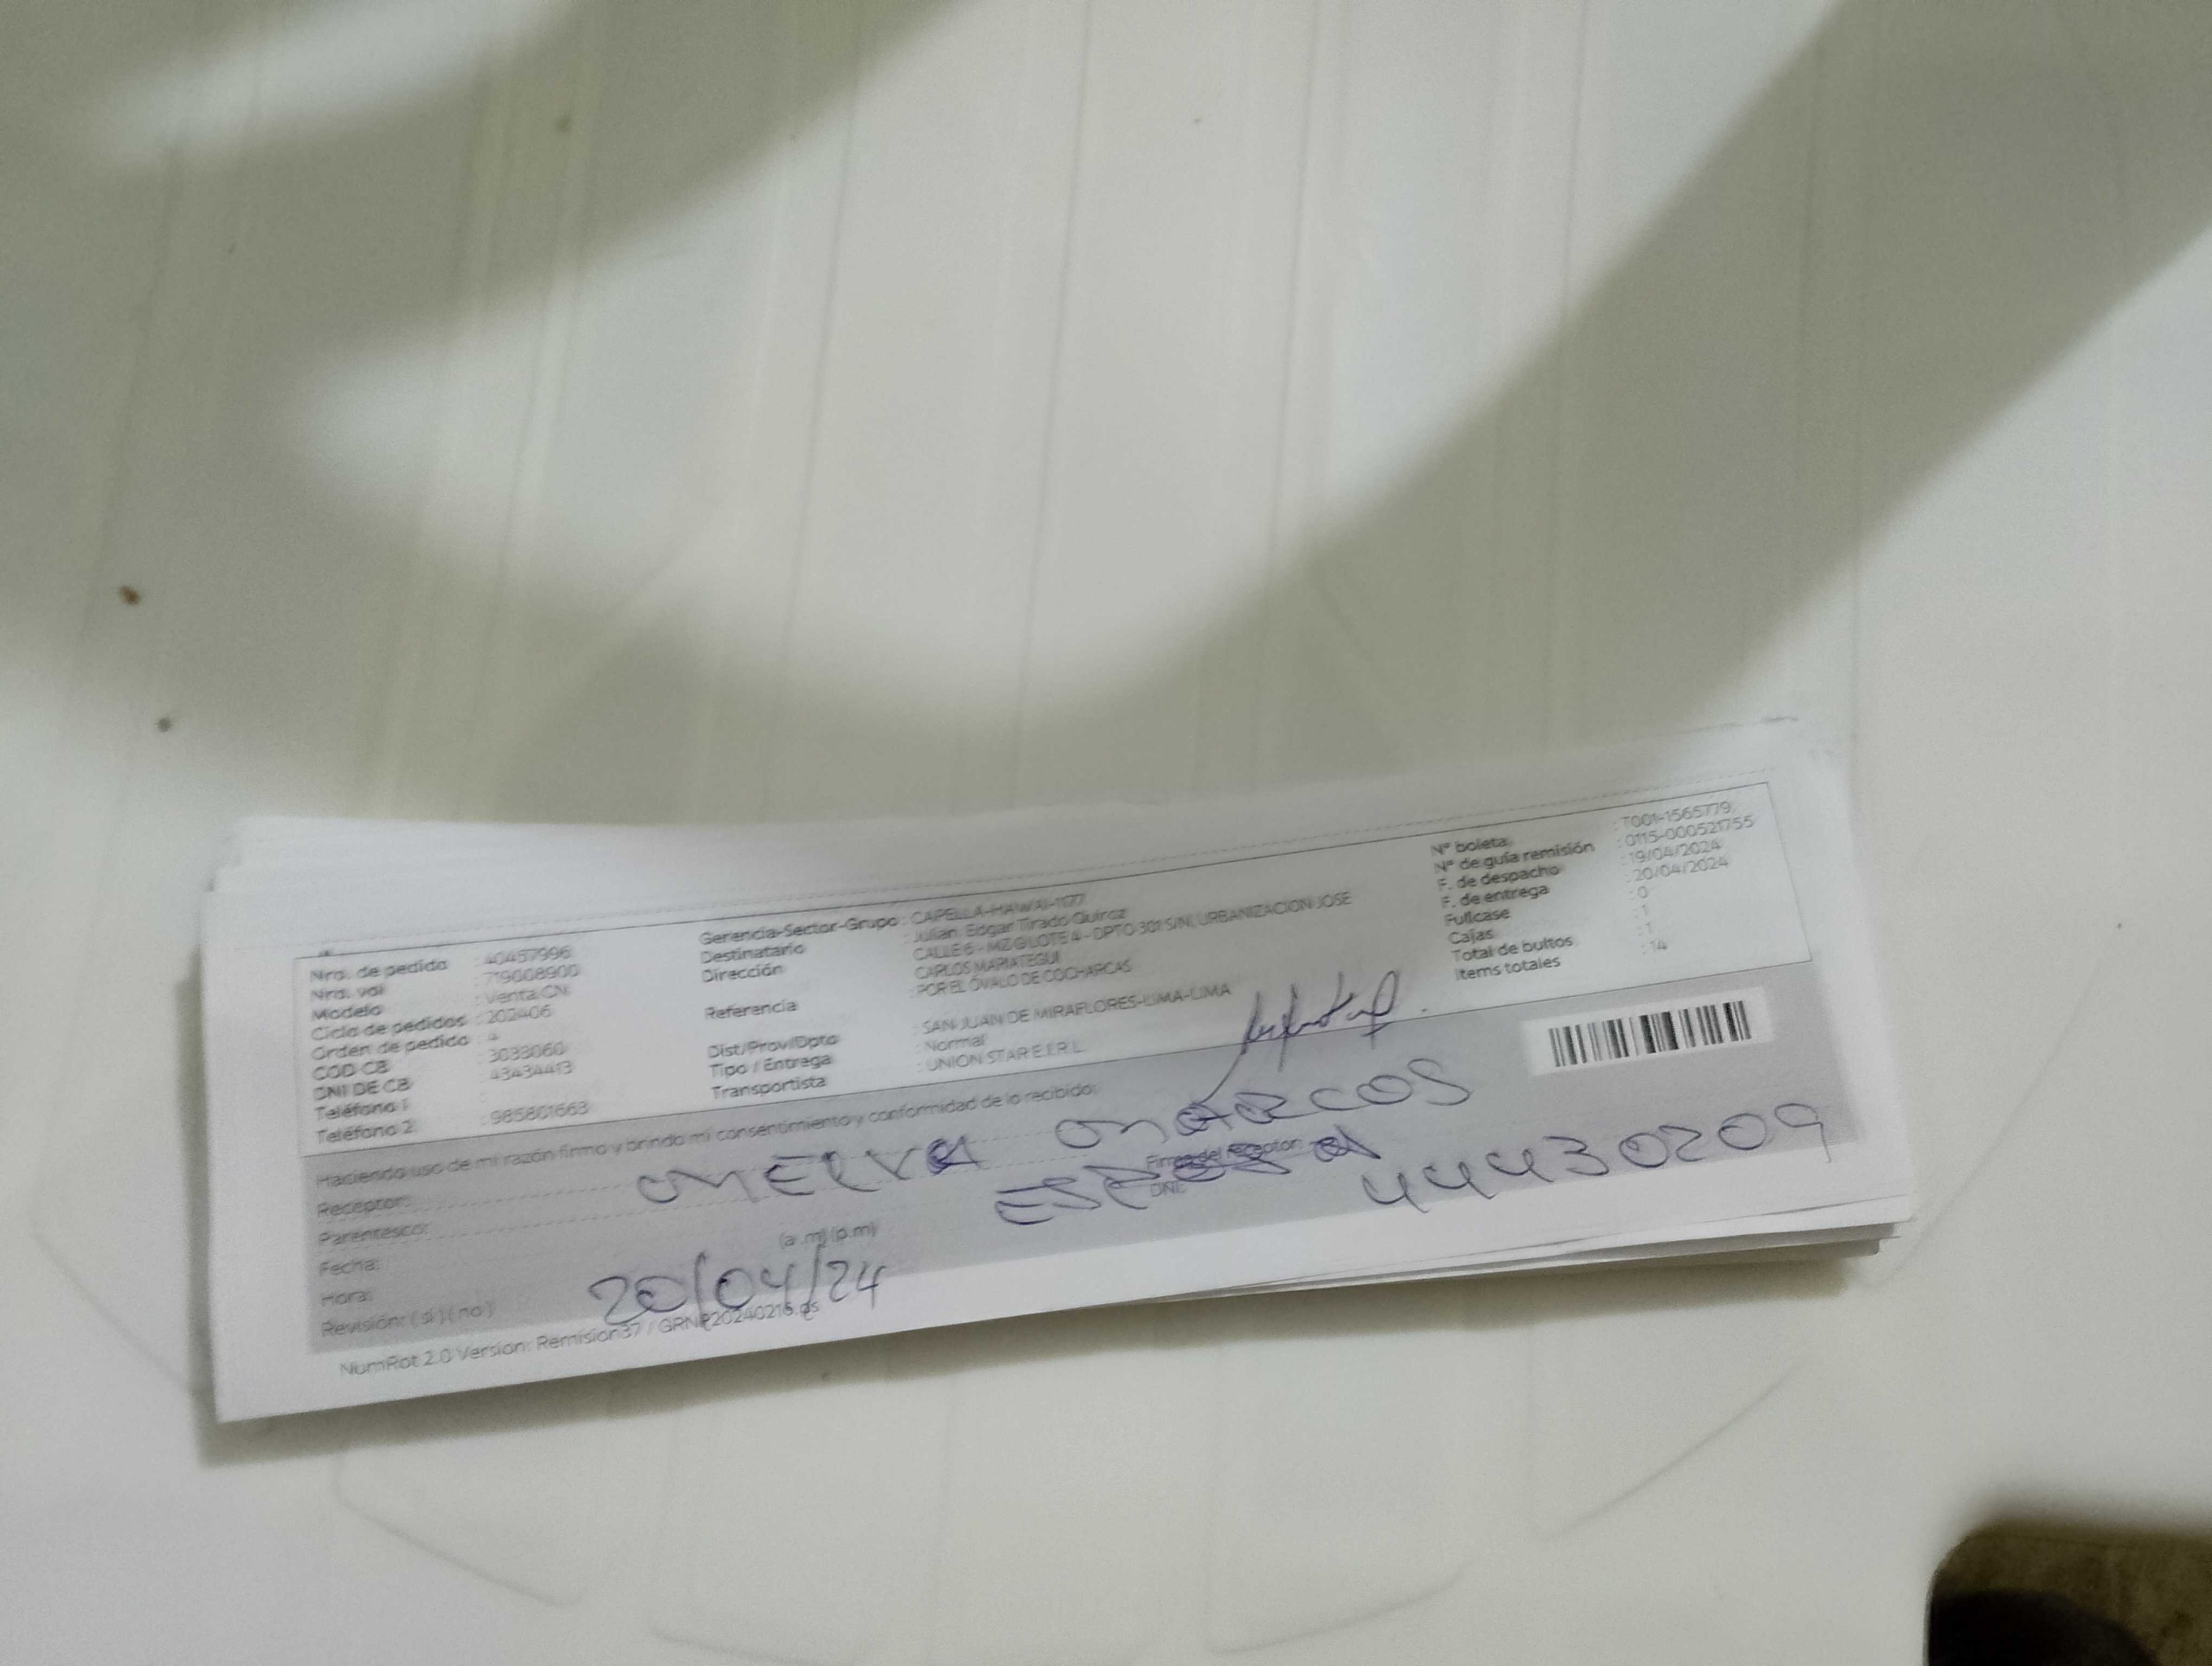 Nro. de pedido : 40457996
Nro. vol : 719008900
Modelo : Venta CN
Ciclo de pedidos : 202406
Orden de pedido : 4
COD CB : 3033060
DNI DE CB : 43434413
Teléfono 1 :
Teléfono 2 : 985801663
Gerencia-Sector-Grupo : CAPELLA-HAWAI-1177
Destinatario : Julian Edgar Tirado Quiroz
Dirección : CALLE 6 - MZ G LOTE 4 - DPTO 301 S/N, URBANIZACION JOSE
CARLOS MARIATEGUI
Referencia : POR EL ÓVALO DE COCHARCAS
Dist/Prov/Dpto : SAN JUAN DE MIRAFLORES-LIMA-LIMA
Tipo / Entrega : Normal
Transportista : UNION STAR E.I.R.L
N° boleta : T001-1565779
N° de guía remisión : 0115-000521755
F. de despacho : 19/04/2024
F. de entrega : 20/04/2024
Fullcase : 0
Cajas : 1
Total de bultos : 1
Items totales : 14
Haciendo uso de mi razón firmo y brindo mi consentimiento y conformidad de lo recibido:
Receptor: MELVA MARCOS
Firma del receptor:
Parentesco: ESPOSA
DNI: 44430209
Fecha: 20/04/24
Hora: (a.m) (p.m)
Revisión: ( si ) ( no )
NumRot 2.0 Version: Remision37 / GRNP20240216.qs